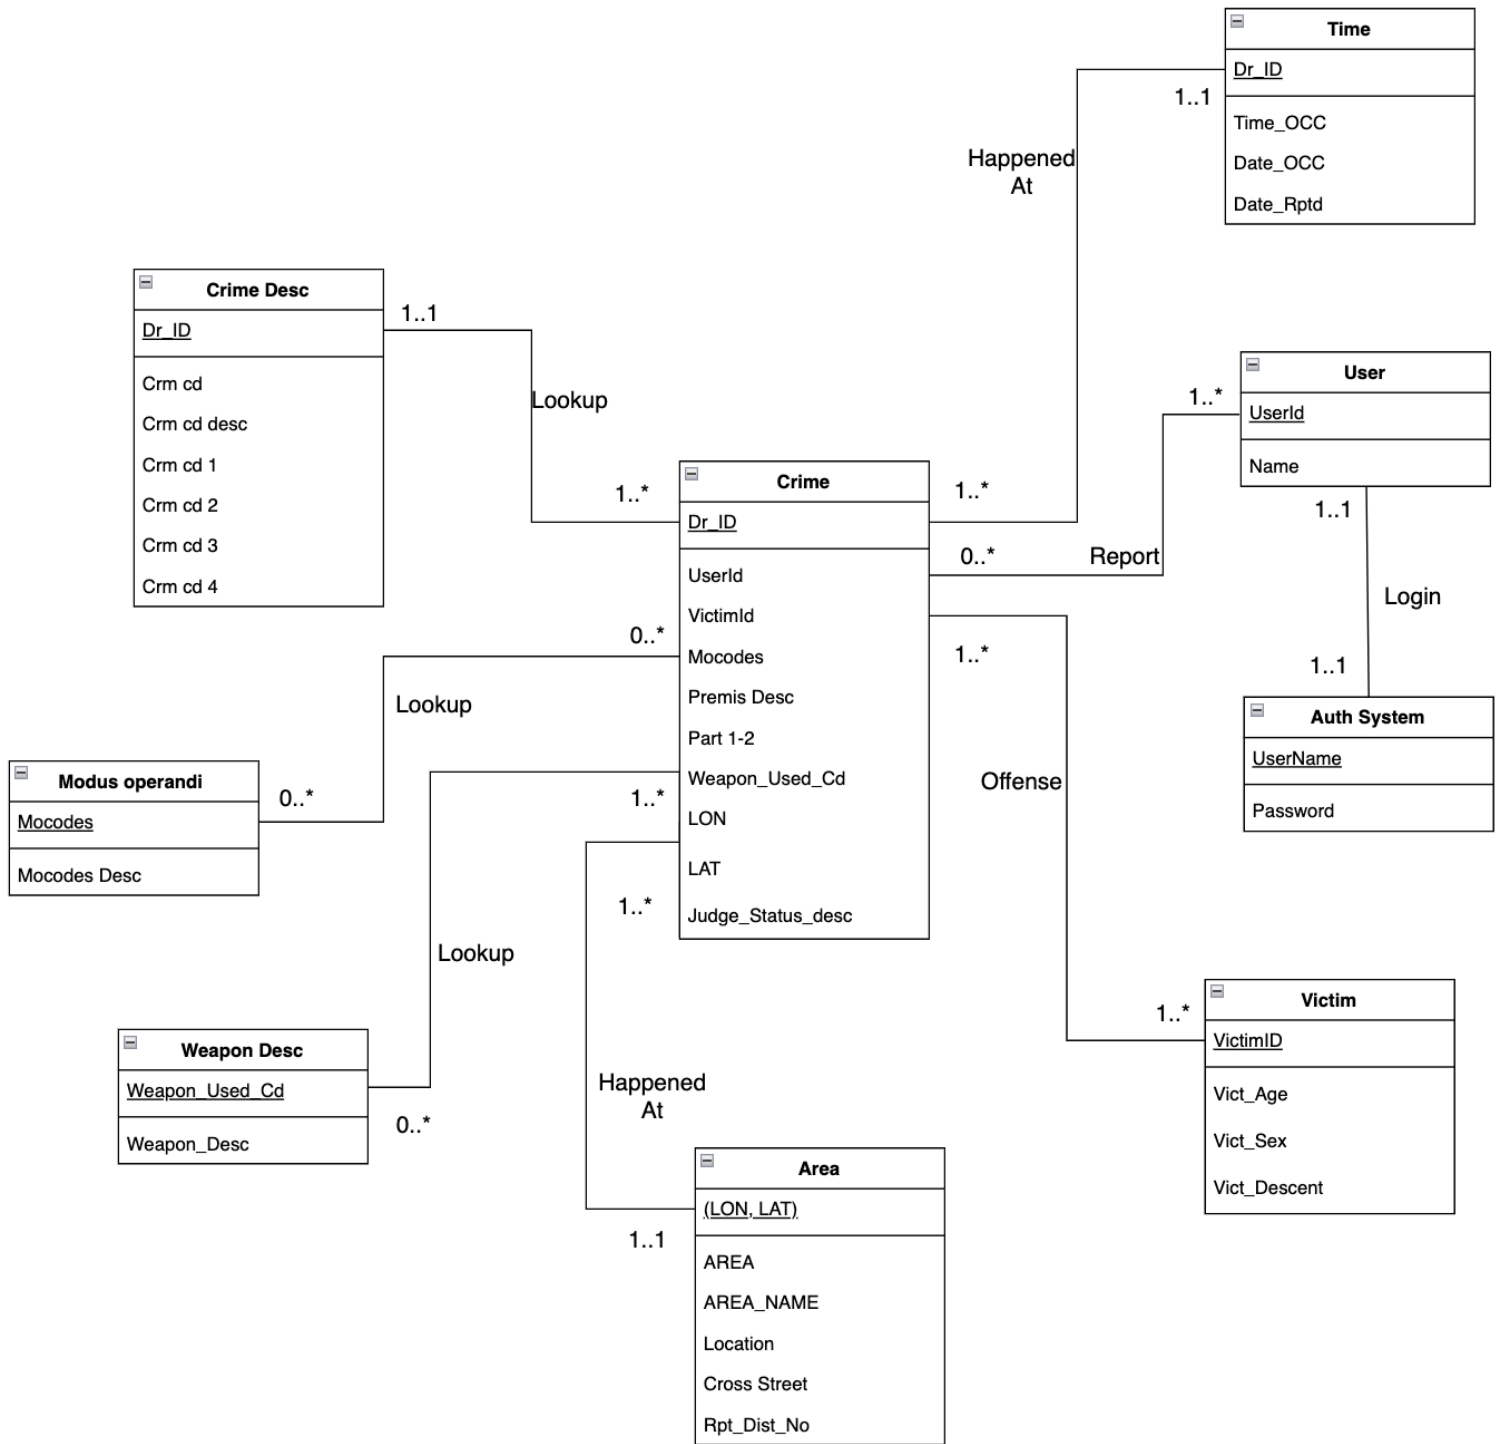 Time
Dr_ID
1..1
Time_OCC
Date_OCC
Date_Rptd
Happened
At
Crime Desc
Dr_ID
1..1
Crm cd
Crm cd desc
Crm cd 1
Crm cd 2
Crm cd 3
Crm cd 4
Lookup
1..*
User
UserId
Name
1..*
Crime
Dr_ID
UserId
VictimId
Mocodes
Premis Desc
Part 1-2
Weapon_Used_Cd
LON
LAT
Judge_Status_desc
1..*
0..*
Report
1..1
Login
1..1
Auth System
UserName
Password
0..*
Lookup
Modus operandi
Mocodes
Mocodes Desc
0..*
1..*
1..*
Offense
1..*
Lookup
Weapon Desc
Weapon_Used_Cd
Weapon_Desc
0..*
Happened
At
1..1
Area
(LON, LAT)
AREA
AREA_NAME
Location
Cross Street
Rpt_Dist_No
1..*
Victim
VictimID
Vict_Age
Vict_Sex
Vict_Descent